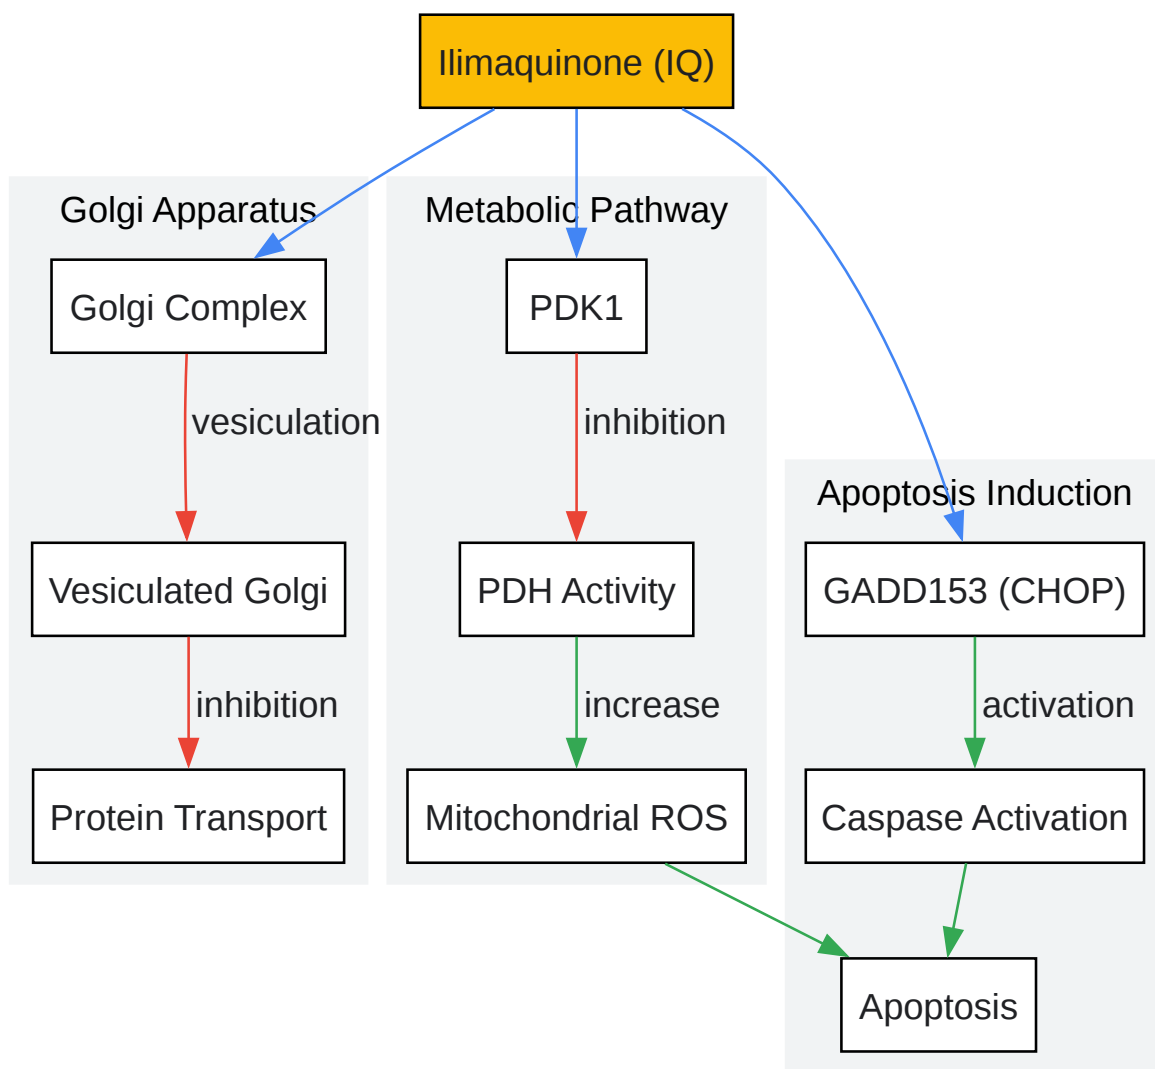 Ilimaquinone (IQ)
Golgi Apparatus
Golgi Complex
vesiculation
Vesiculated Golgi
inhibition
Protein Transport
Metabolic Pathway
PDK1
inhibition
PDH Activity
increase
Mitochondrial ROS
Apoptosis Induction
GADD153 (CHOP)
activation
Caspase Activation
Apoptosis